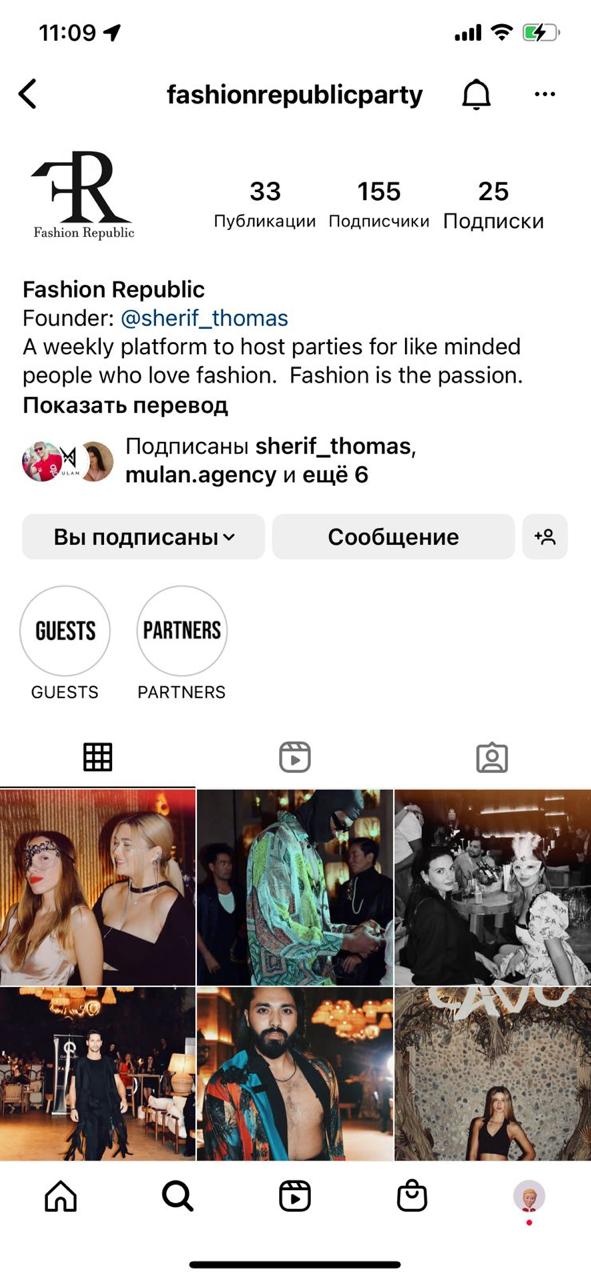 11:09
fashionrepublicparty
FR
Fashion Republic
33 155 25
Публикации Подписчики Подписки
Fashion Republic
Founder: @sherif_thomas
A weekly platform to host parties for like minded
people who love fashion.  Fashion is the passion.
Показать перевод
Подписаны sherif_thomas,
mulan.agency и ещё 6
Вы подписаны Сообщение
GUESTS PARTNERS
GUESTS PARTNERS
CAVO